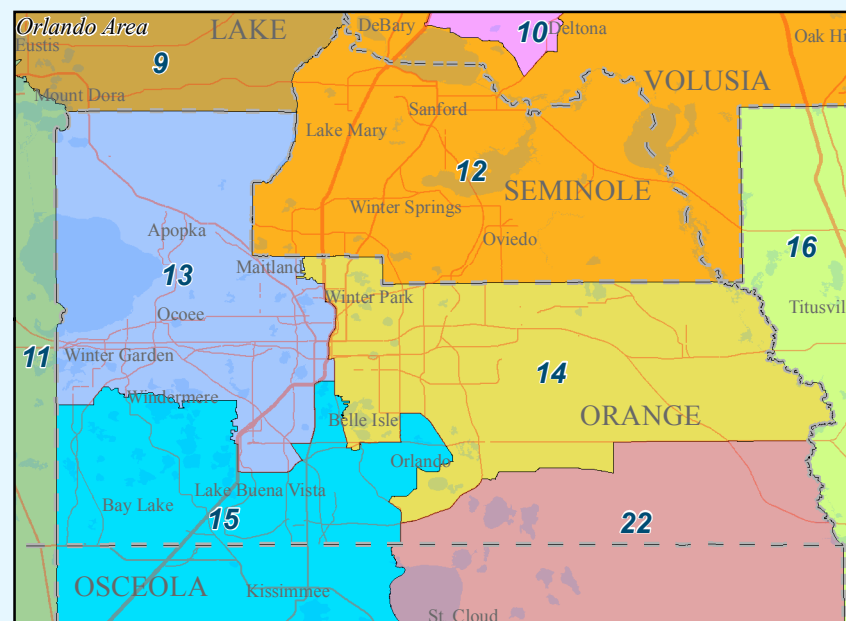 Orlando Area
LAKE
DeBary
10
Deltona
Eustis
9
Oak Hi
Mount Dora
VOLUSIA
Sanford
Lake Mary
12
SEMINOLE
Winter Springs
Apopka
Oviedo
16
13
Maitland
Winter Park
Ocoee
Titusvil
11
Winter Garden
14
Windermere
Belle Isle
ORANGE
Orlando
Lake Buena Vista
Bay Lake
15
22
OSCEOLA
Kissimmee
St. Cloud